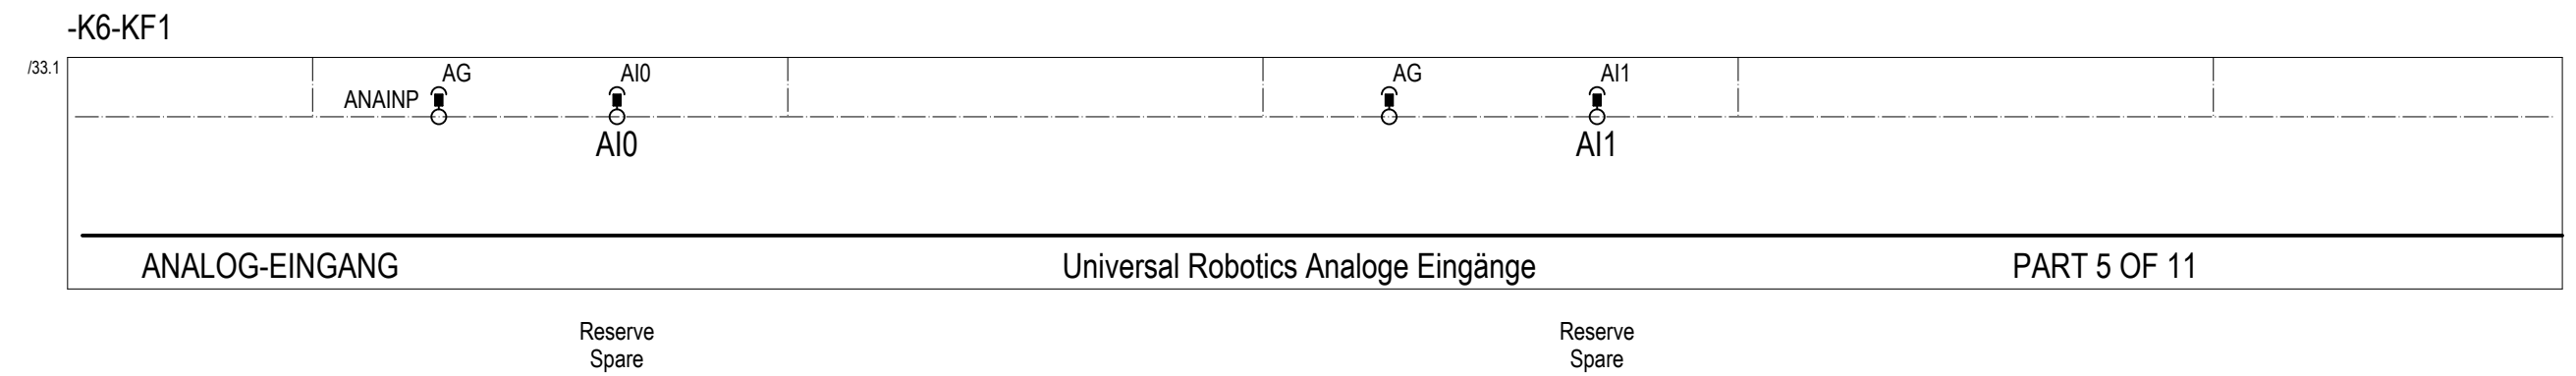 -K6-KF1
/33.1
AG AI0 AG AI1
ANAINP
AI0 AI1
ANALOG-EINGANG Universal Robotics Analoge Eingänge PART 5 OF 11
Reserve Reserve
Spare Spare